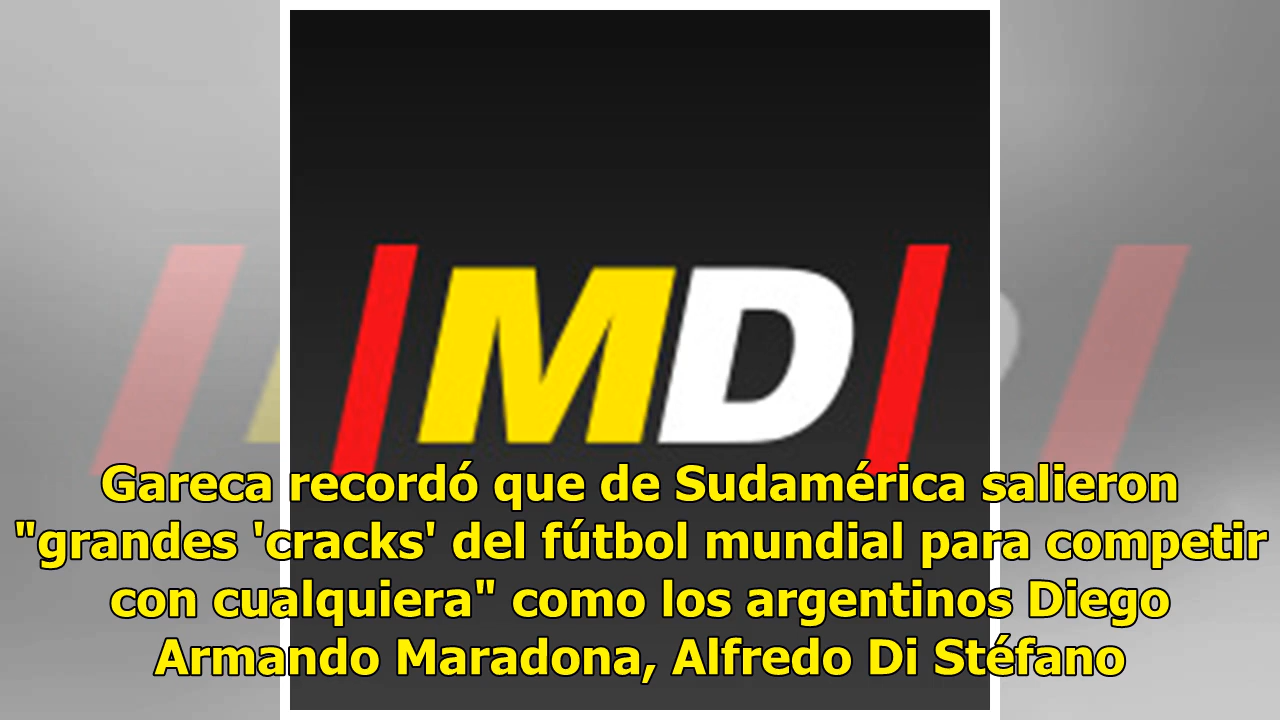 MD
Gareca recordó que de Sudamérica salieron
"grandes 'cracks' del fútbol mundial para competir
con cualquiera" como los argentinos Diego
Armando Maradona, Alfredo Di Stéfano